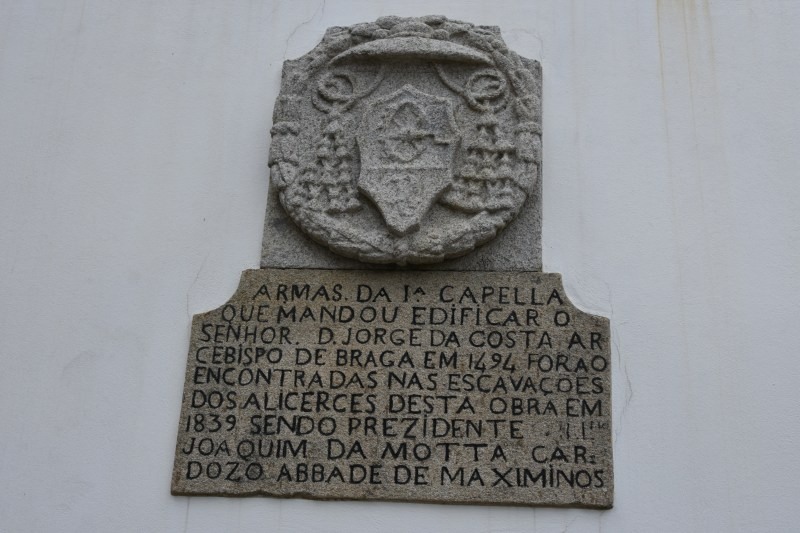 ARMAS. DA 1ª CAPELLA
QUE MANDOU EDIFICAR O
SENHOR. D. JORGE DA COSTA AR
CEBISPO DE BRAGA EM 1494 FORAO
ENCONTRADAS NAS ESCAVAÇOES
DOS ALICERCES DESTA OBRA EM
1839 SENDO PREZIDENTE
JOAQUIM DA MOTTA CAR=
DOZO ABBADE DE MAXIMINOS